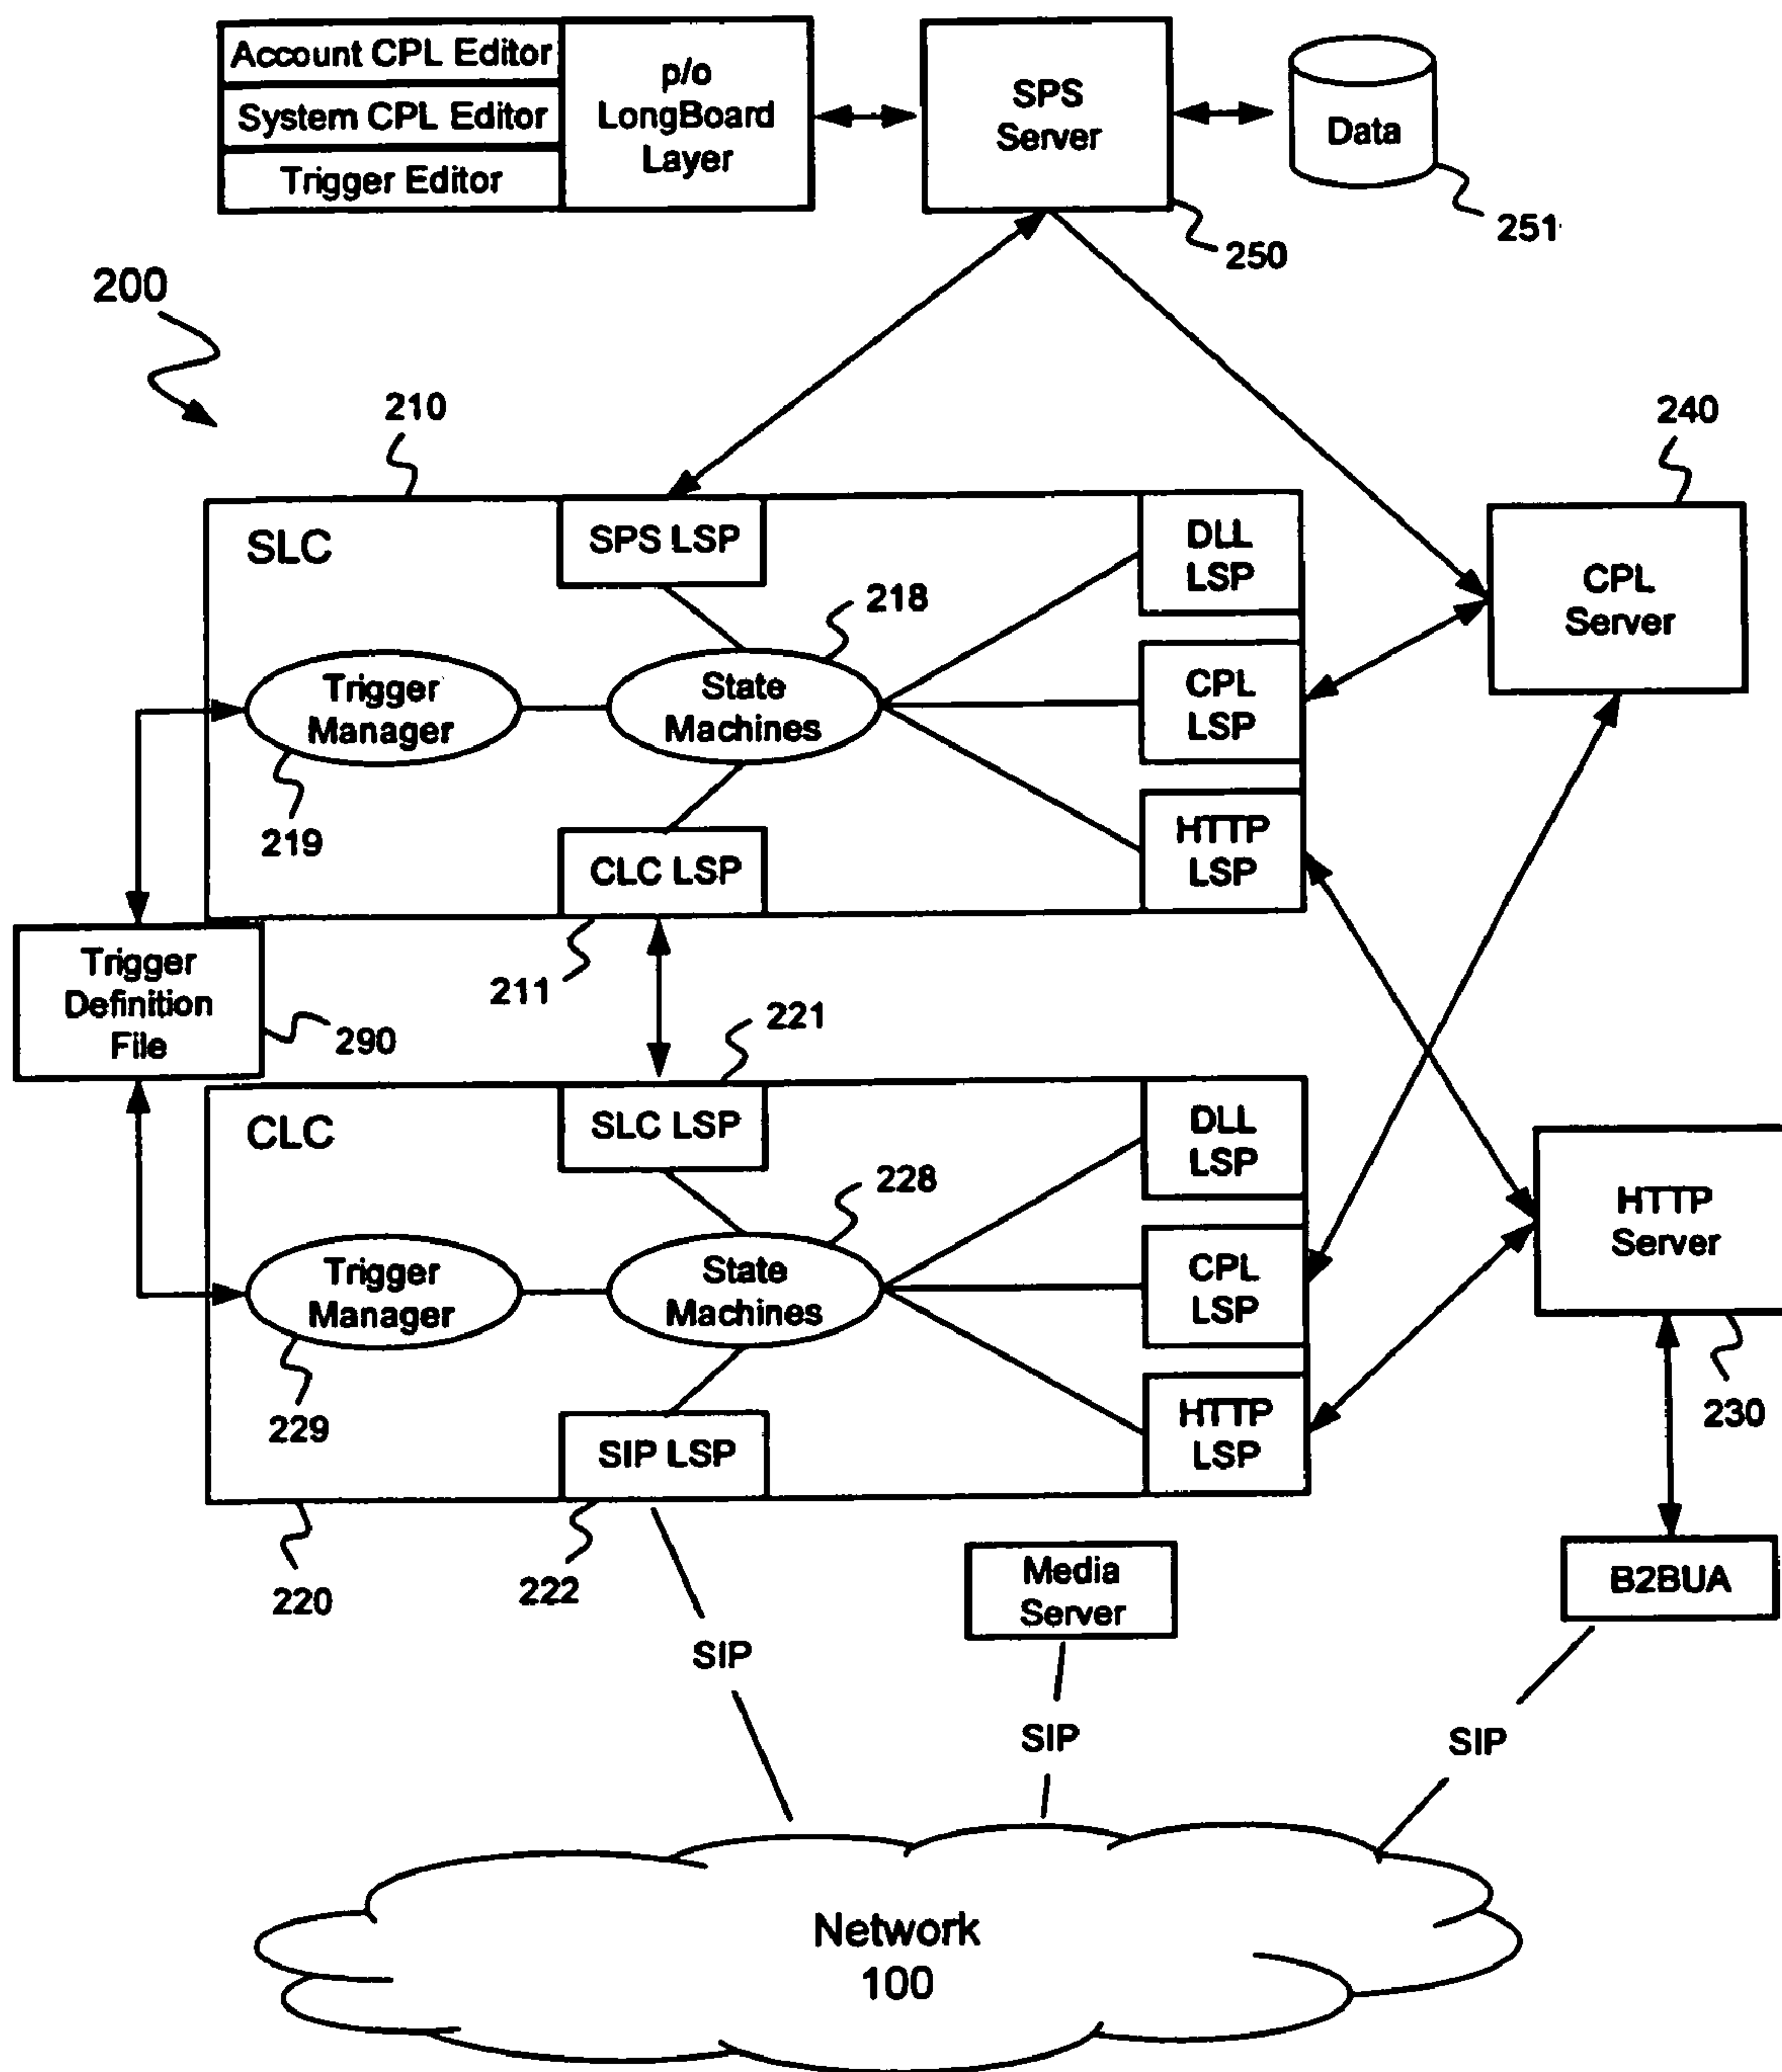 Account CPL Editor
System CPL Editor
Trigger Editor
p/o
LongBoard
Layer
SPS
Server
Data
251
250
200
210
240
SLC
SPS LSP
DLL
LSP
218
CPL
Server
Trigger
Manager
State
Machines
CPL
LSP
219
CLC LSP
HTTP
LSP
211
Trigger
Definition
File
290
221
CLC
SLC LSP
DLL
LSP
228
HTTP
Server
Trigger
Manager
State
Machines
CPL
LSP
229
SIP LSP
HTTP
LSP
230
220
222
Media
Server
B2BUA
SIP
SIP
SIP
Network
100